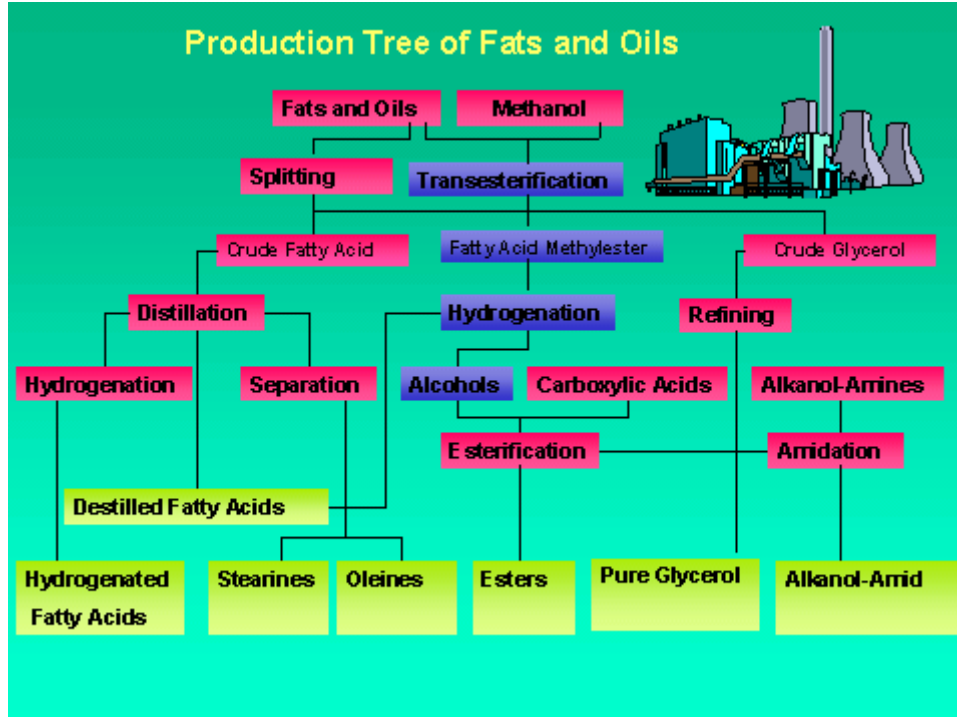 Production Tree of Fats and Oils
Fats and Oils
Methanol
Splitting
Transesterification
Crude Fatty Acid
Fatty Acid Methylester
Crude Glycerol
Distillation
Hydrogenation
Refining
Hydrogenation
Separation
Alcohols
Carboxylic Acids
Alkanol-Amines
Esterification
Amidation
Destilled Fatty Acids
Hydrogenated
Fatty Acids
Stearines
Oleines
Esters
Pure Glycerol
Alkanol-Amid